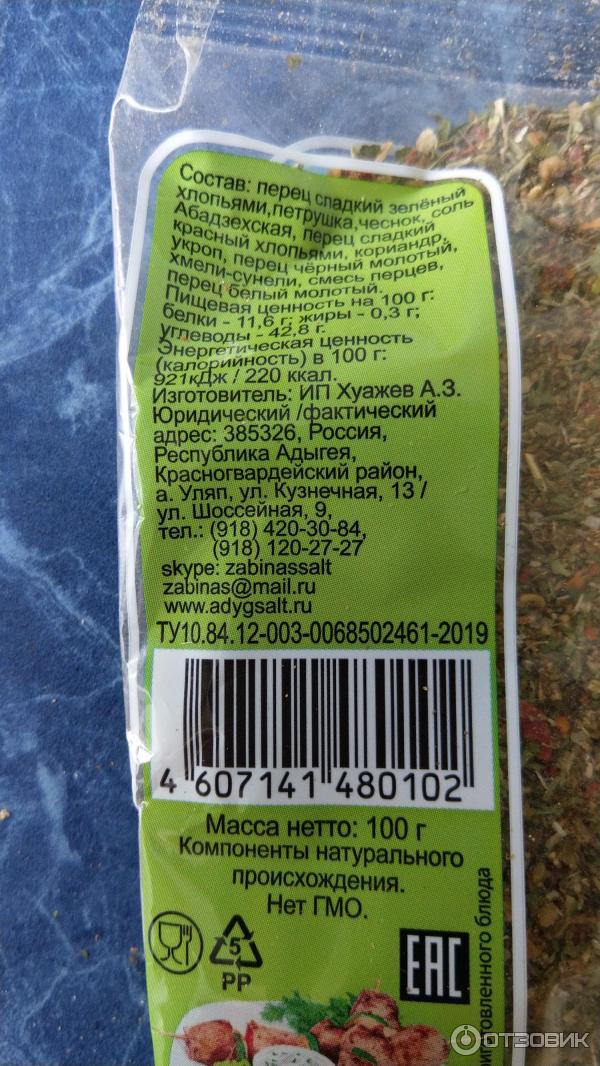 Состав: перец сладкий зелёный
хлопьями,петрушка,чеснок, соль
Абадзехская, перец сладкий
красный хлопьями, кориандр,
укроп, перец чёрный молотый,
хмели-сунели, смесь перцев,
перец белый молотый.
Пищевая ценность на 100 г:
белки - 11,6 г; жиры - 0,3 г;
углеводы - 42,8 г.
Энергетическая ценность
(калорийность) в 100 г:
921кДж / 220 ккал.
Изготовитель: ИП Хуажев А.З.
Юридический /фактический
адрес: 385326, Россия,
Республика Адыгея,
Красногвардейский район,
а. Уляп, ул. Кузнечная, 13 /
ул. Шоссейная, 9,
тел.: (918) 420-30-84,
(918) 120-27-27
skype: zabinassalt
zabinas@mail.ru
www.adygsalt.ru
ТУ10.84.12-003-0068502461-2019
4 607141 480102
Масса нетто: 100 г
Компоненты натурального
происхождения.
Нет ГМО.
5
PP
EAC
блюда
ОТЗОВИК